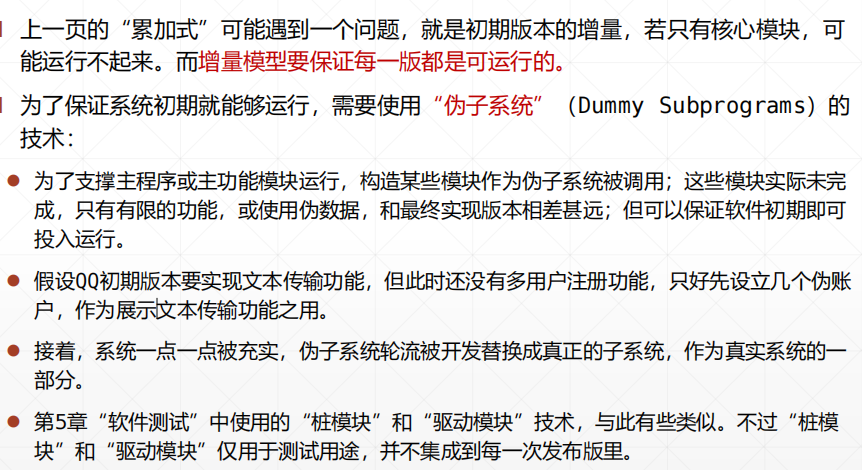 上一页的“累加式”可能遇到一个问题，就是初期版本的增量，若只有核心模块，可
能运行不起来。而增量模型要保证每一版都是可运行的。
为了保证系统初期就能够运行，需要使用“伪子系统”（Dummy Subprograms）的
技术：
为了支撑主程序或主功能模块运行，构造某些模块作为伪子系统被调用；这些模块实际未完
成，只有有限的功能，或使用伪数据，和最终实现版本相差甚远；但可以保证软件初期即可
投入运行。
假设QQ初期版本要实现文本传输功能，但此时还没有多用户注册功能，只好先设立几个伪账
户，作为展示文本传输功能之用。
接着，系统一点一点被充实，伪子系统轮流被开发替换成真正的子系统，作为真实系统的一
部分。
第5章“软件测试”中使用的“桩模块”和“驱动模块”技术，与此有些类似。不过“桩模
块”和“驱动模块”仅用于测试用途，并不集成到每一次发布版里。